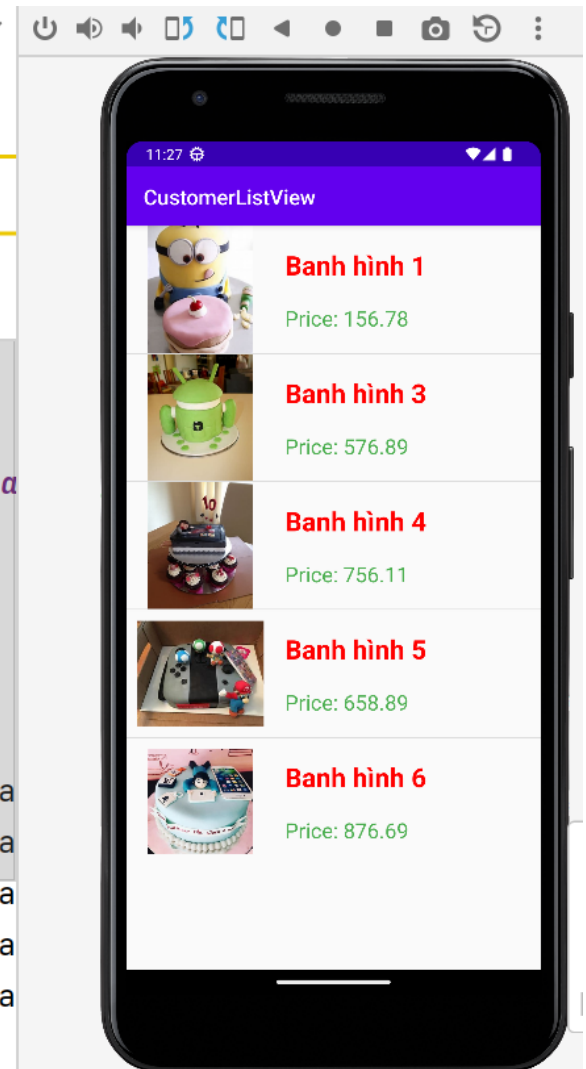 11:27
CustomerListView
Banh hình 1
Price: 156.78
Banh hình 3
Price: 576.89
10
Banh hình 4
Price: 756.11
Banh hình 5
Price: 658.89
Banh hình 6
Price: 876.69
a
a
a
a
a
a